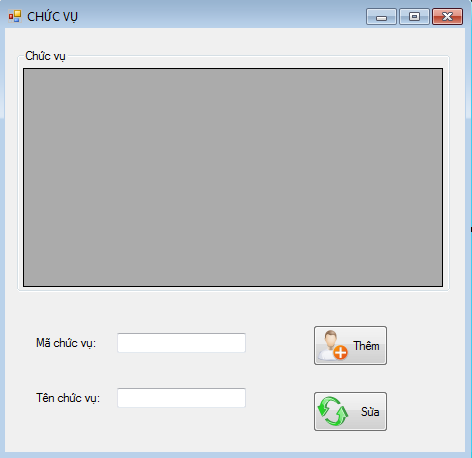 CHỨC VỤ
Chức vụ
Mã chức vụ:
Thêm
Tên chức vụ:
Sửa